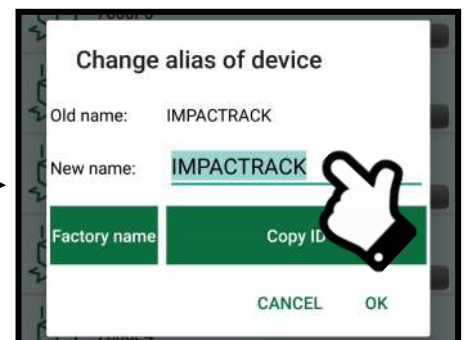 Change alias of device
Old name: IMPACTRACK
New name: IMPACTRACK
Factory name Copy ID
CANCEL OK